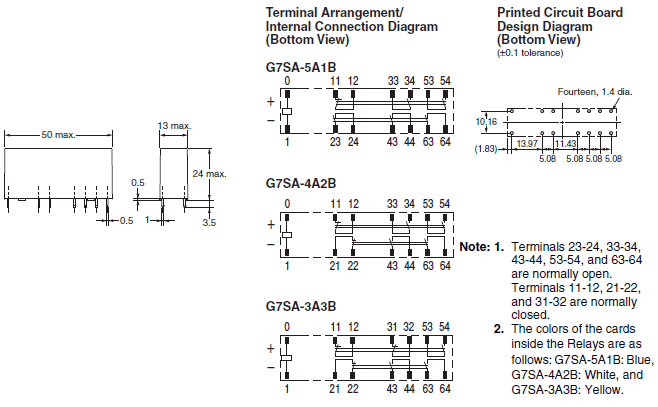 Terminal Arrangement/
Internal Connection Diagram
(Bottom View)
G7SA-5A1B
0 11 12 33 34 53 54
+
−
1 23 24 43 44 63 64
G7SA-4A2B
0 11 12 33 34 53 54
+
−
1 21 22 43 44 63 64
G7SA-3A3B
0 11 12 31 32 53 54
+
−
1 21 22 43 44 63 64
50 max.
13 max.
24 max.
0.5
0.5
1
3.5
Printed Circuit Board
Design Diagram
(Bottom View)
(±0.1 tolerance)
Fourteen, 1.4 dia.
10.16
(1.83)
13.97 11.43
5.08 5.08 5.08 5.08
Note: 1. Terminals 23-24, 33-34,
43-44, 53-54, and 63-64
are normally open.
Terminals 11-12, 21-22,
and 31-32 are normally
closed.
2. The colors of the cards
inside the Relays are as
follows: G7SA-5A1B: Blue,
G7SA-4A2B: White, and
G7SA-3A3B: Yellow.